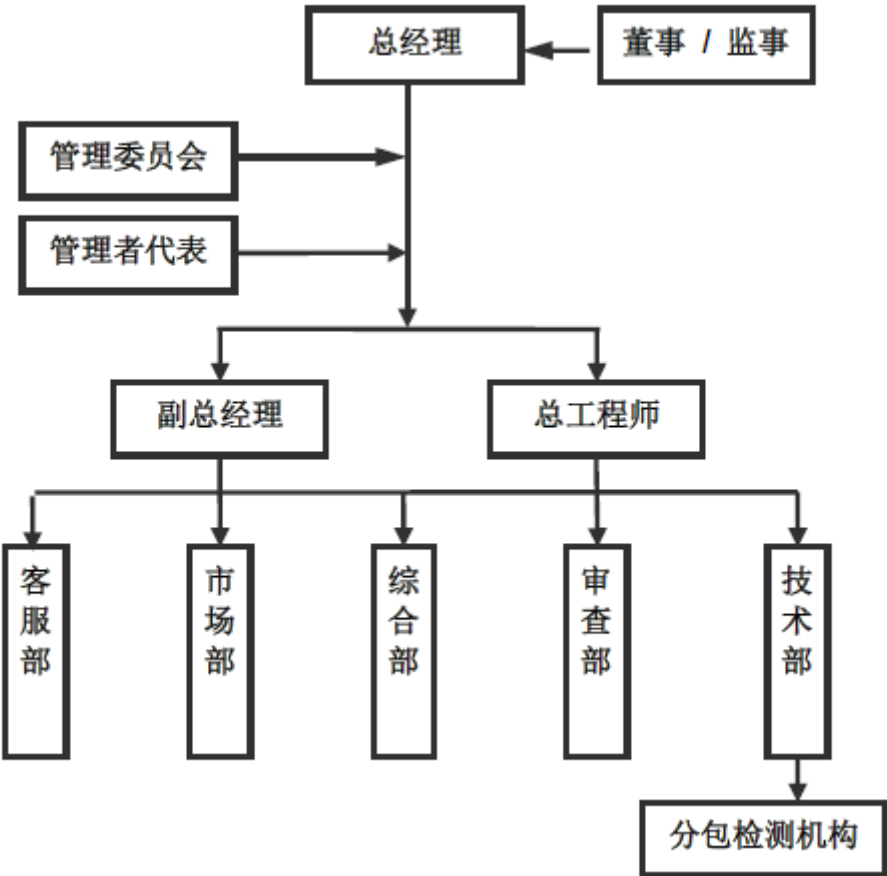 总经理
董事 / 监事
管理委员会
管理者代表
副总经理
总工程师
客服部
市场部
综合部
审查部
技术部
分包检测机构